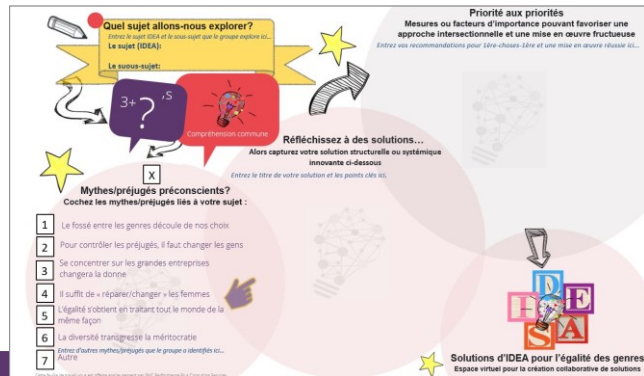 Quel sujet allons-nous explorer?
Entrez le sujet IDEA et le sous-sujet que le groupe explore ici...
Le sujet (IDEA):
Le suous-sujet:
3+ ? 's
Compréhension commune
X
Mythes/préjugés préconscients?
Cochez les mythes/préjugés liés à votre sujet :
1 Le fossé entre les genres découle de nos choix
2 Pour contrôler les préjugés, il faut changer les gens
3 Se concentrer sur les grandes entreprises
changera la donne
4 Il suffit de « réparer/changer » les femmes
5 L'égalité s'obtient en traitant tout le monde de la
même façon
6 La diversité transgresse la méritocratie
Entrez d'autres mythes/préjugés que le groupe a identifiés ici...
7 Autre
Réfléchissez à des solutions...
Alors capturez votre solution structurelle ou systémique
innovante ci-dessous
Entrez le titre de votre solution et les points clés ici.
Priorité aux priorités
Mesures ou facteurs d'importance pouvant favoriser une
approche intersectionnelle et une mise en œuvre fructueuse
Entrez vos recommandations pour 1ère-choses-1ère et une mise en œuvre réussie ici...
I D E A
Solutions d'IDEA pour l'égalité des genres
Espace virtuel pour la création collaborative de solutions